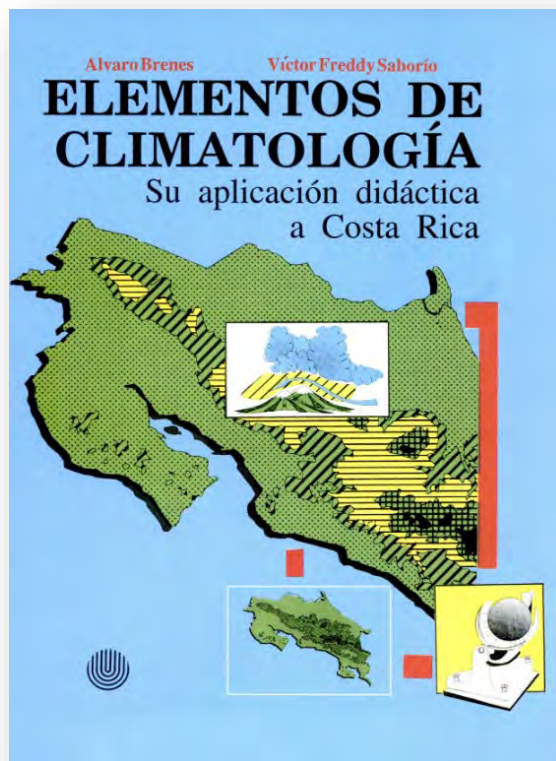 Alvaro Brenes Víctor Freddy Saborío
ELEMENTOS DE
CLIMATOLOGÍA
Su aplicación didáctica
a Costa Rica